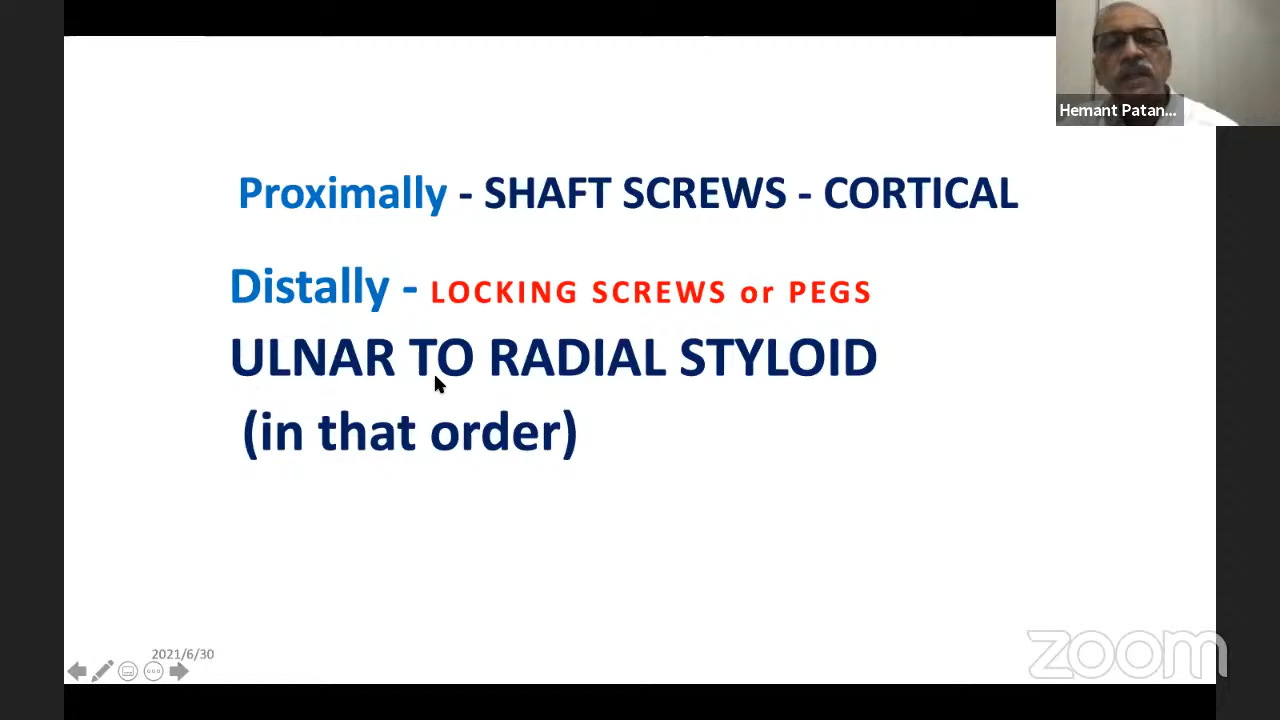 Hemant Patan...
Proximally - SHAFT SCREWS - CORTICAL
Distally - LOCKING SCREWS or PEGS
ULNAR TO RADIAL STYLOID
(in that order)
2021/6/30
zoom